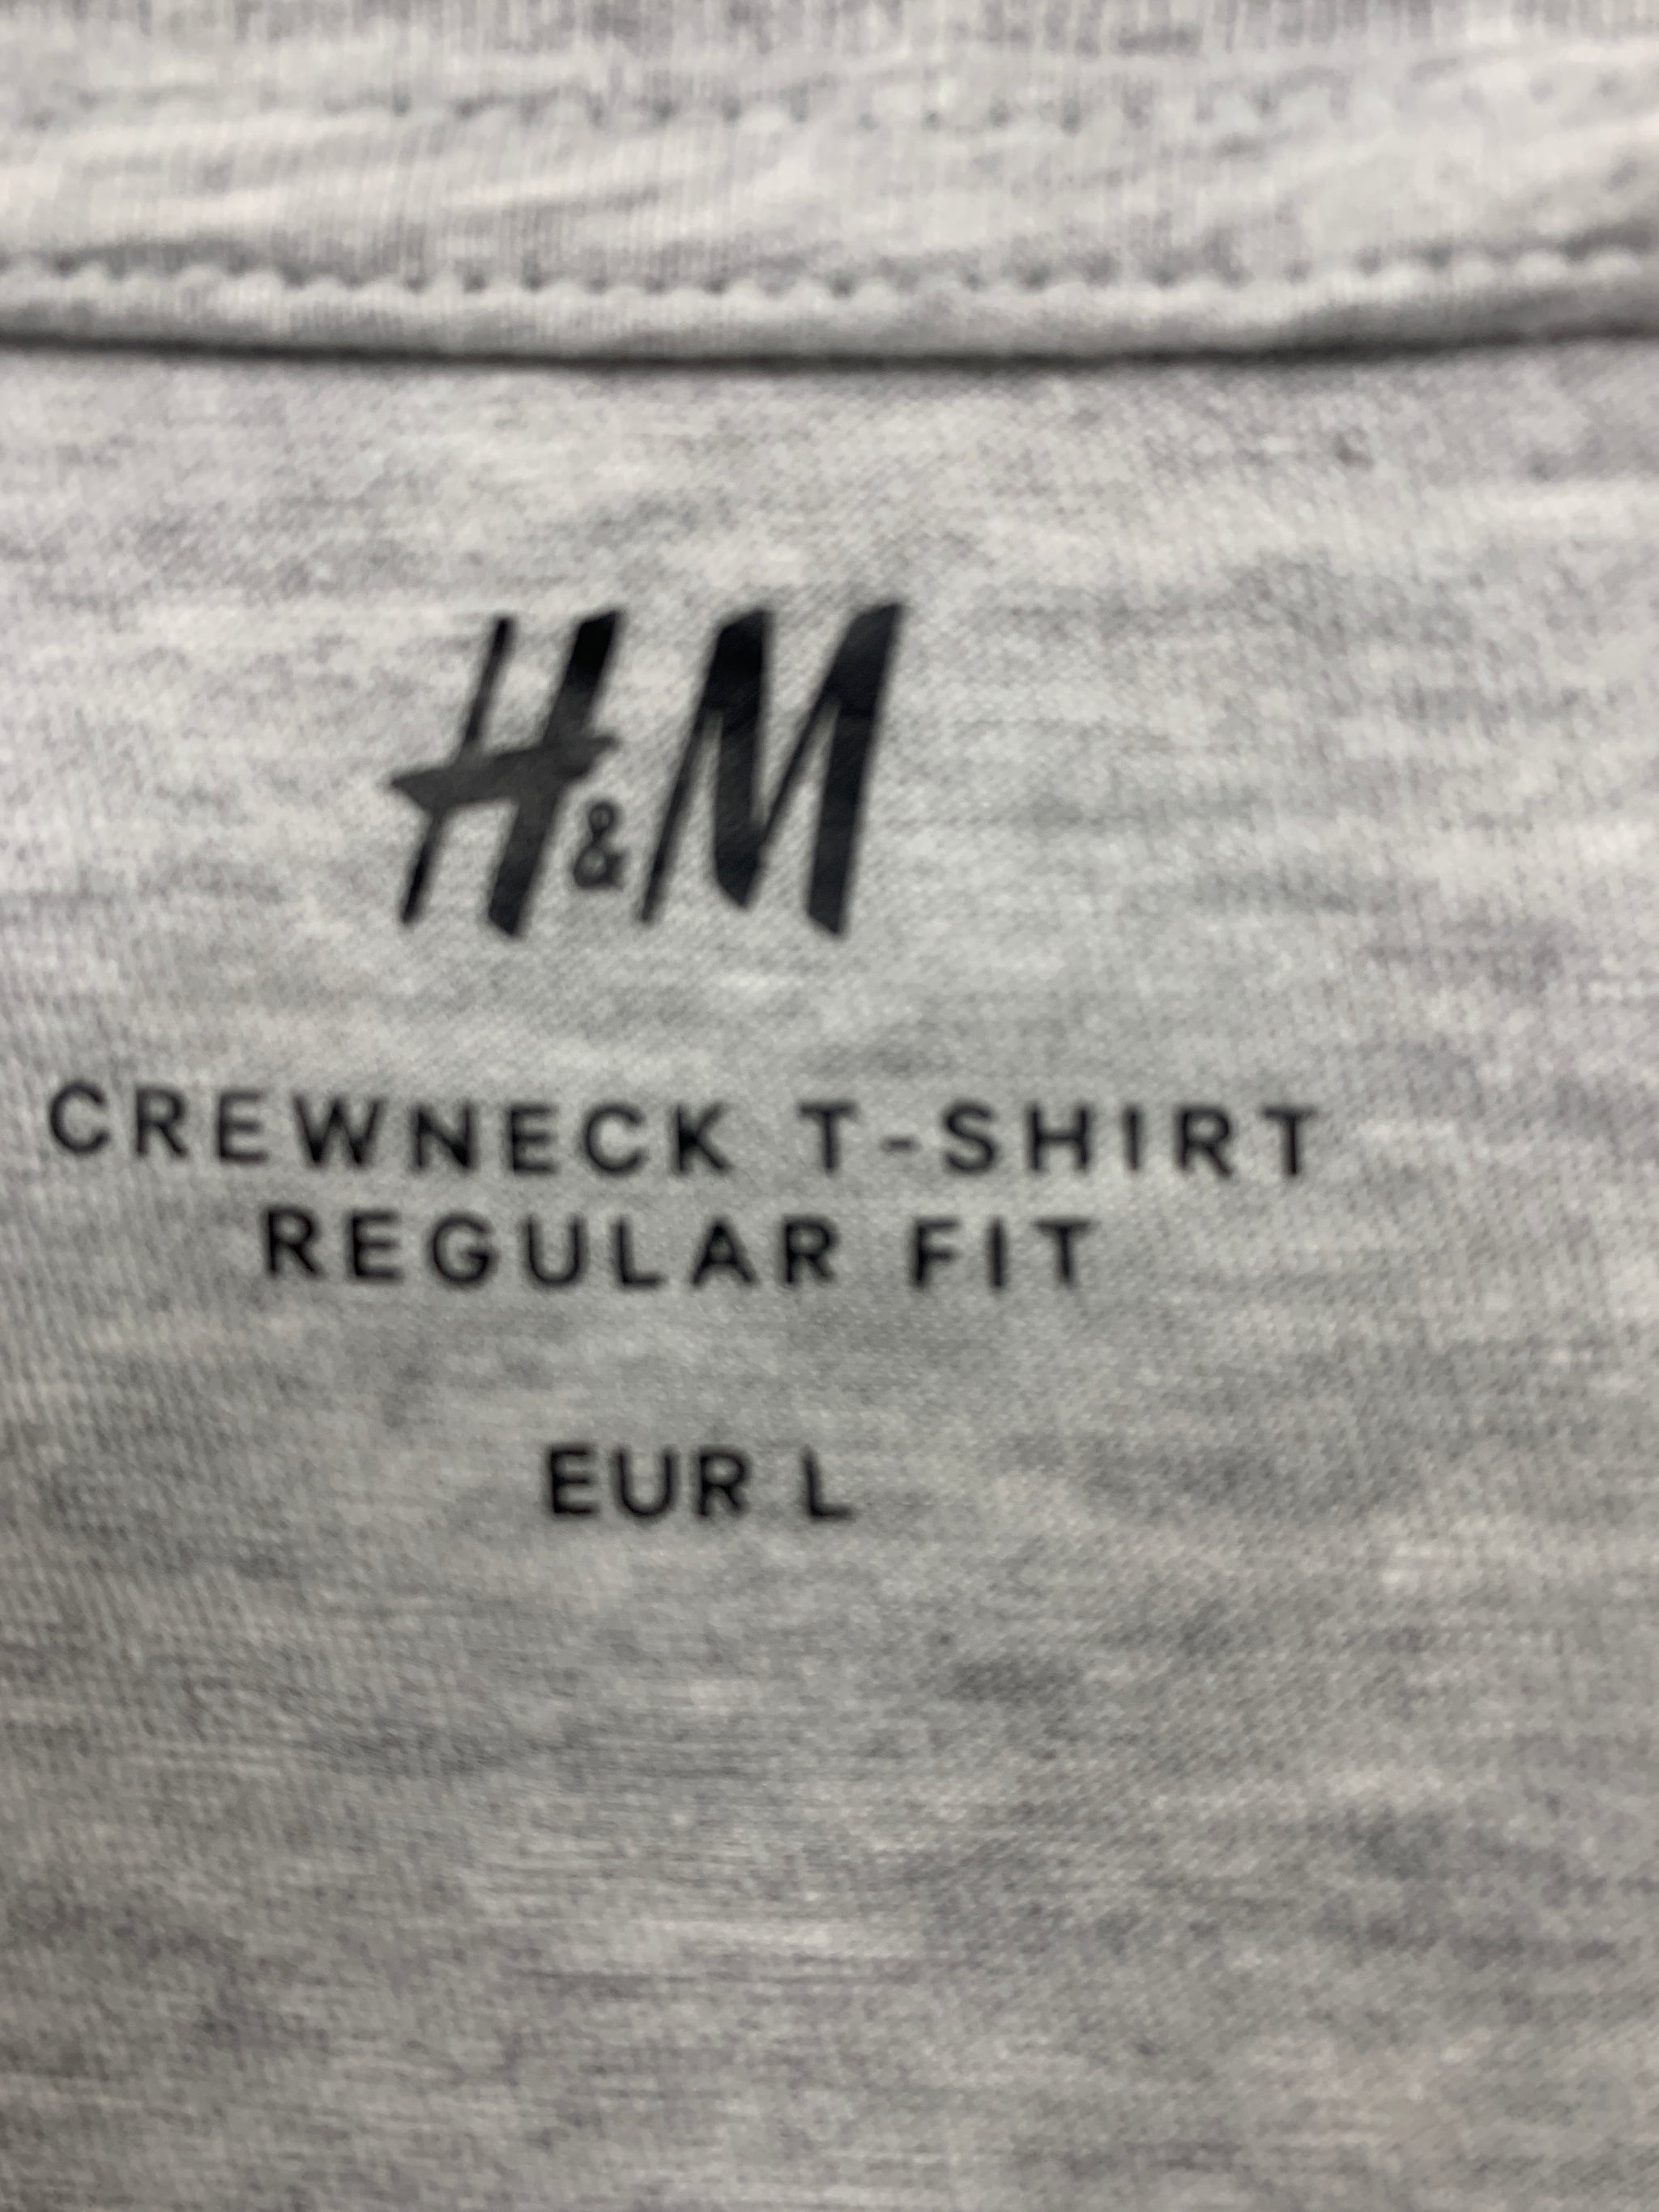 H&M
CREWNECK T-SHIRT
REGULAR FIT
EUR L